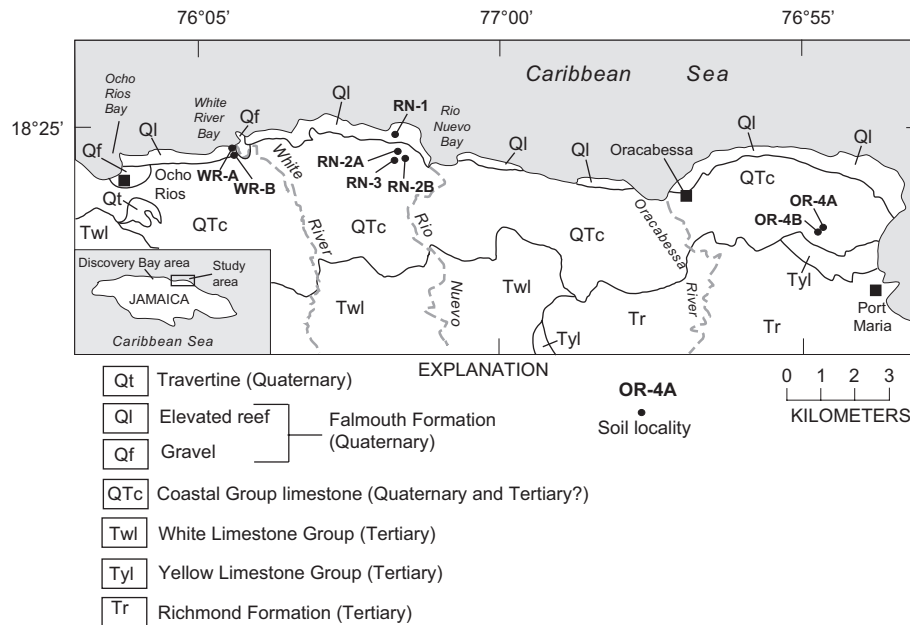 76°05'
77°00'
76°55'
18°25'
Caribbean Sea
Ocho
Rios
Bay
Ql
White
River
Bay
Qf
Ql
RN-1
Rio
Nuevo
Bay
Ql
Ql
Oracabessa
Ql
Ql
Qf
Ocho
Rios
WR-A
WR-B
White
River
RN-2A
RN-3
RN-2B
Rio
Nuevo
QTc
OR-4A
OR-4B
Qt
Twl
QTc
QTc
QTc
Oracabessa
River
Tyl
Port
Maria
Twl
Twl
Tyl
Tr
Tr
Discovery Bay area
Study
area
JAMAICA
Caribbean Sea
EXPLANATION
Qt Travertine (Quaternary)
Ql Elevated reef
Qf Gravel
Falmouth Formation
(Quaternary)
QTc Coastal Group limestone (Quaternary and Tertiary?)
Twl White Limestone Group (Tertiary)
Tyl Yellow Limestone Group (Tertiary)
Tr Richmond Formation (Tertiary)
OR-4A
Soil locality
0 1 2 3
KILOMETERS